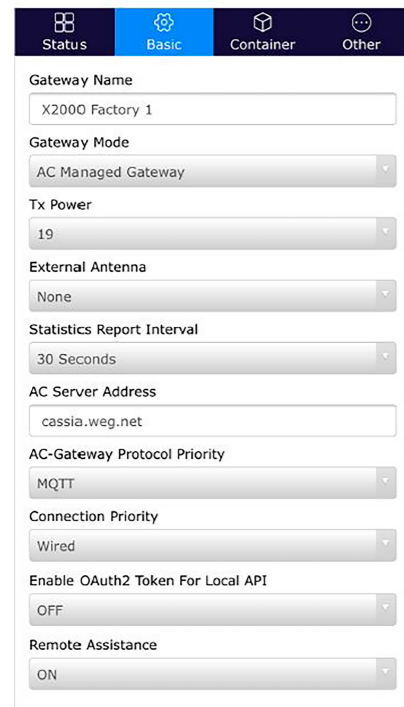 Status Basic Container Other
Gateway Name
X2000 Factory 1
Gateway Mode
AC Managed Gateway
Tx Power
19
External Antenna
None
Statistics Report Interval
30 Seconds
AC Server Address
cassia.weg.net
AC-Gateway Protocol Priority
MQTT
Connection Priority
Wired
Enable OAuth2 Token For Local API
OFF
Remote Assistance
ON